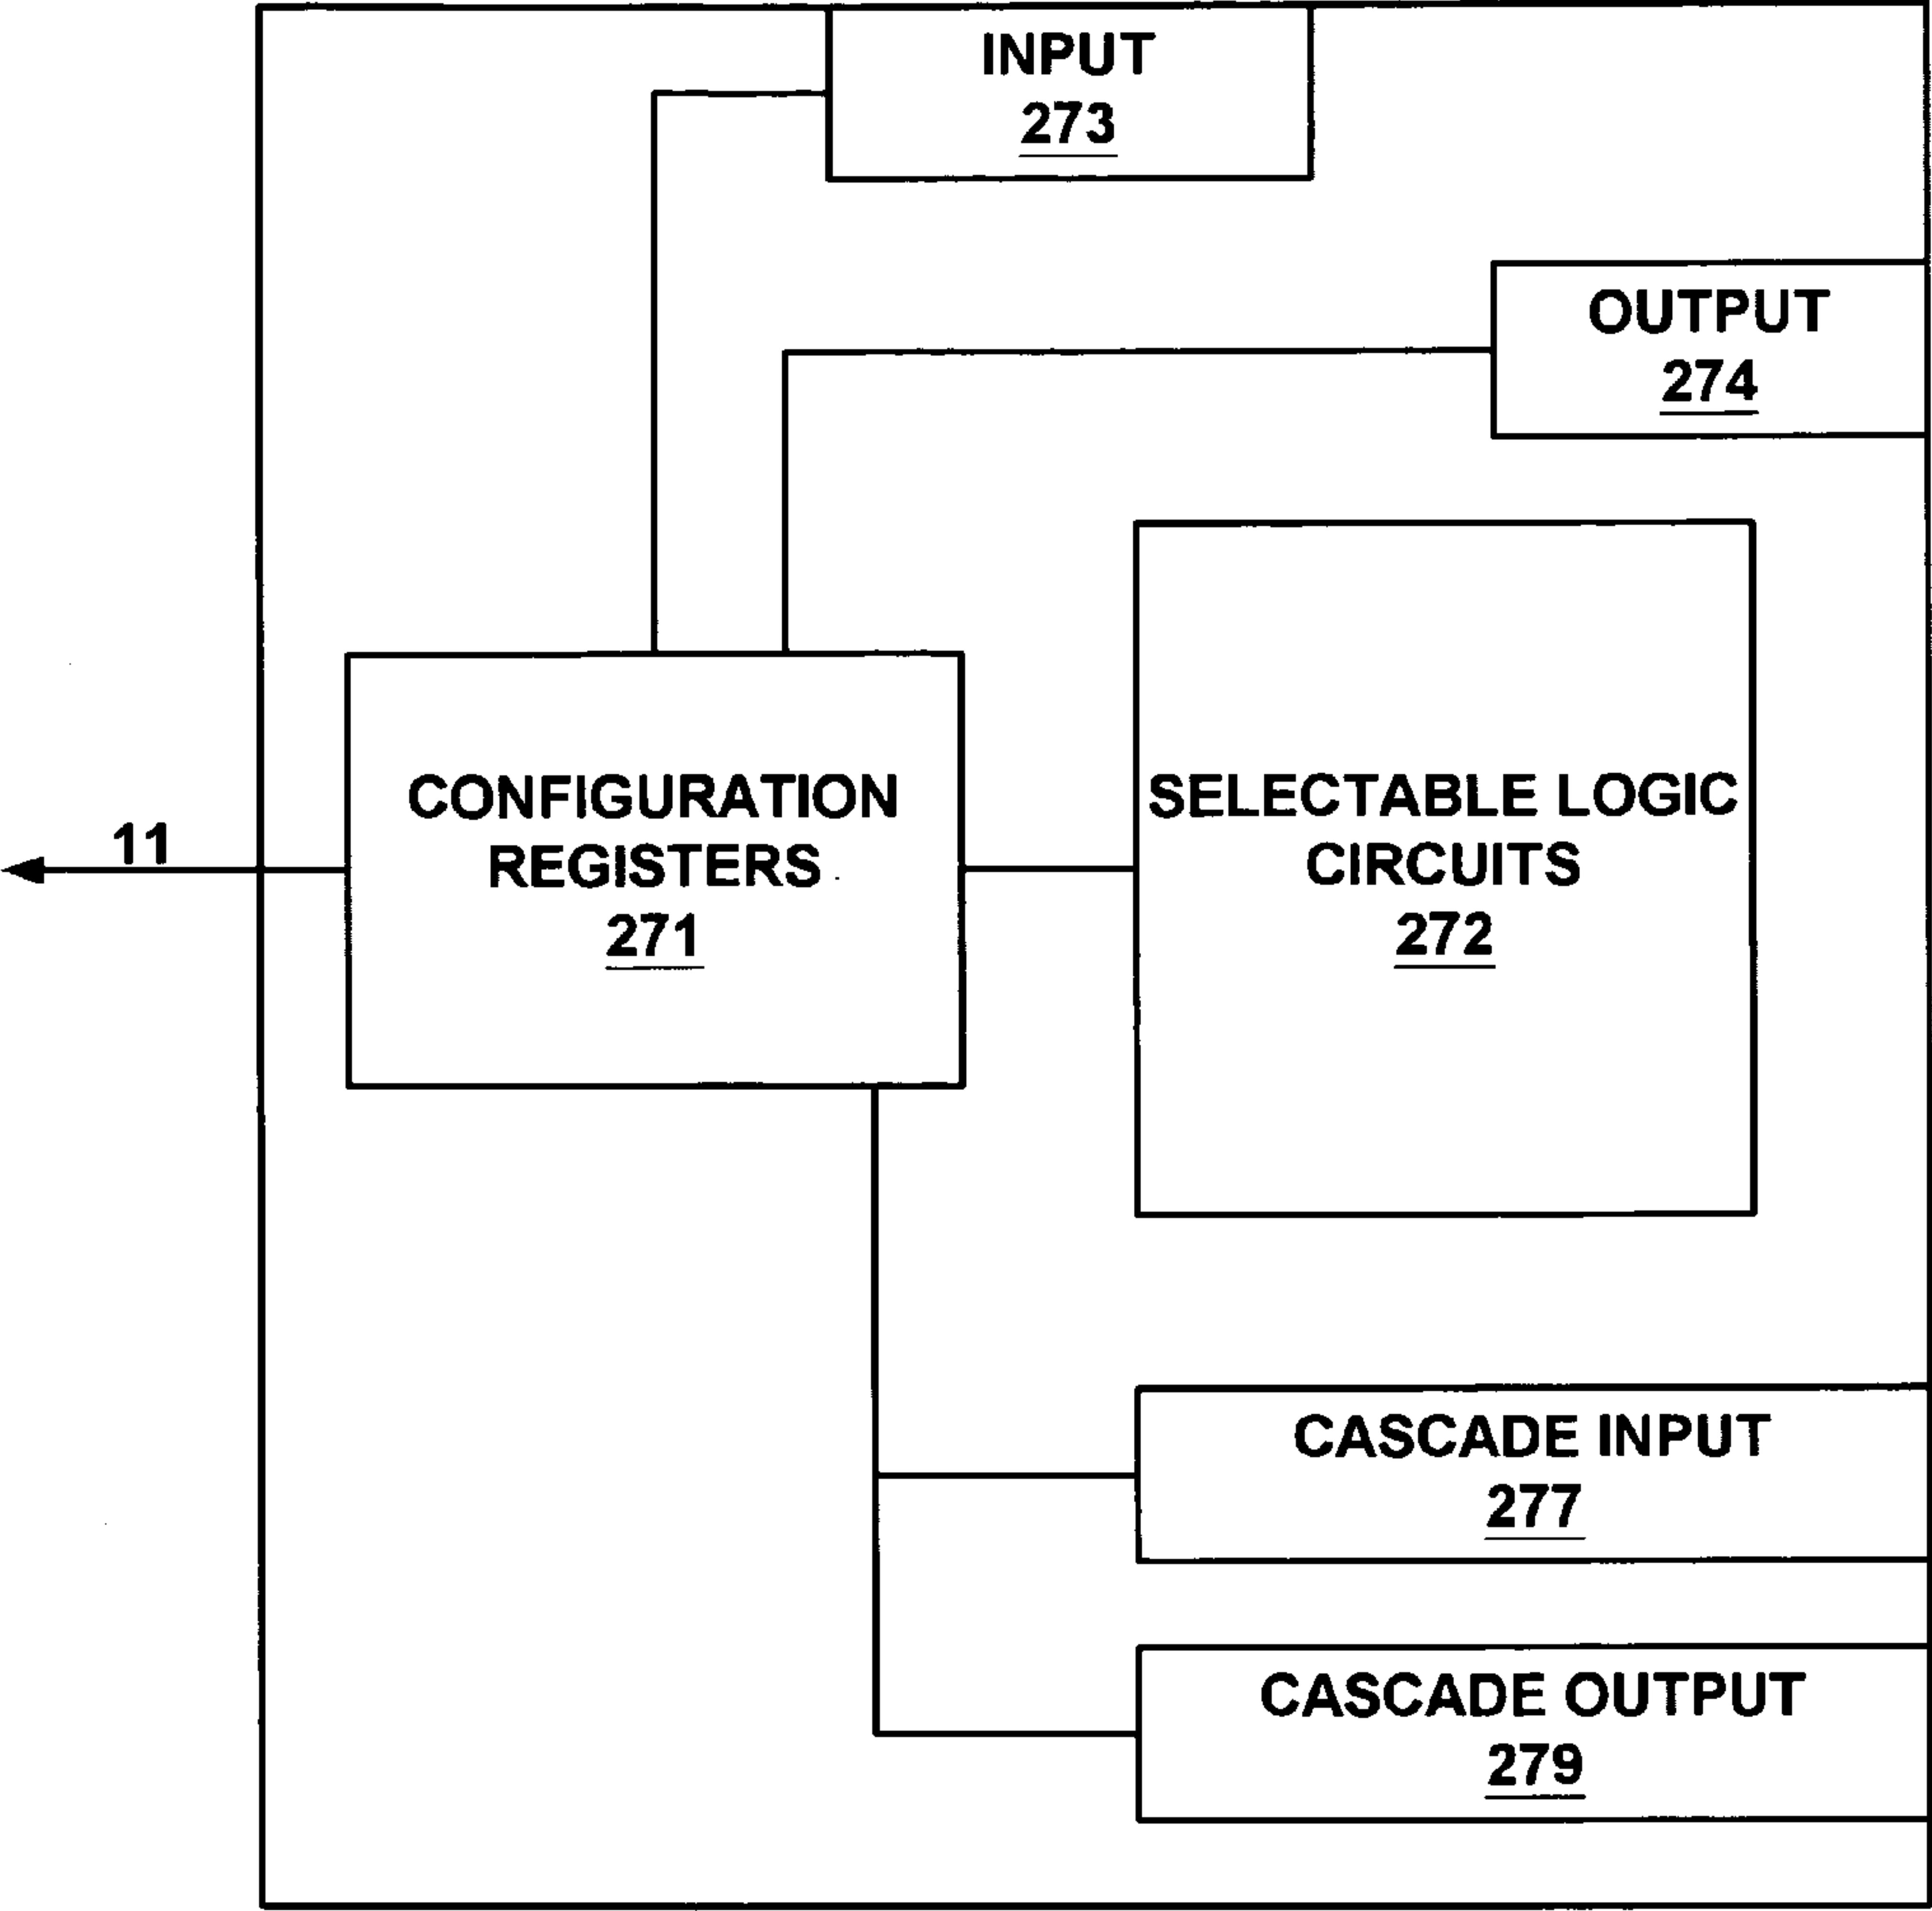 INPUT
273
OUTPUT
274
CONFIGURATION
REGISTERS
271
SELECTABLE LOGIC
CIRCUITS
272
11
CASCADE INPUT
277
CASCADE OUTPUT
279